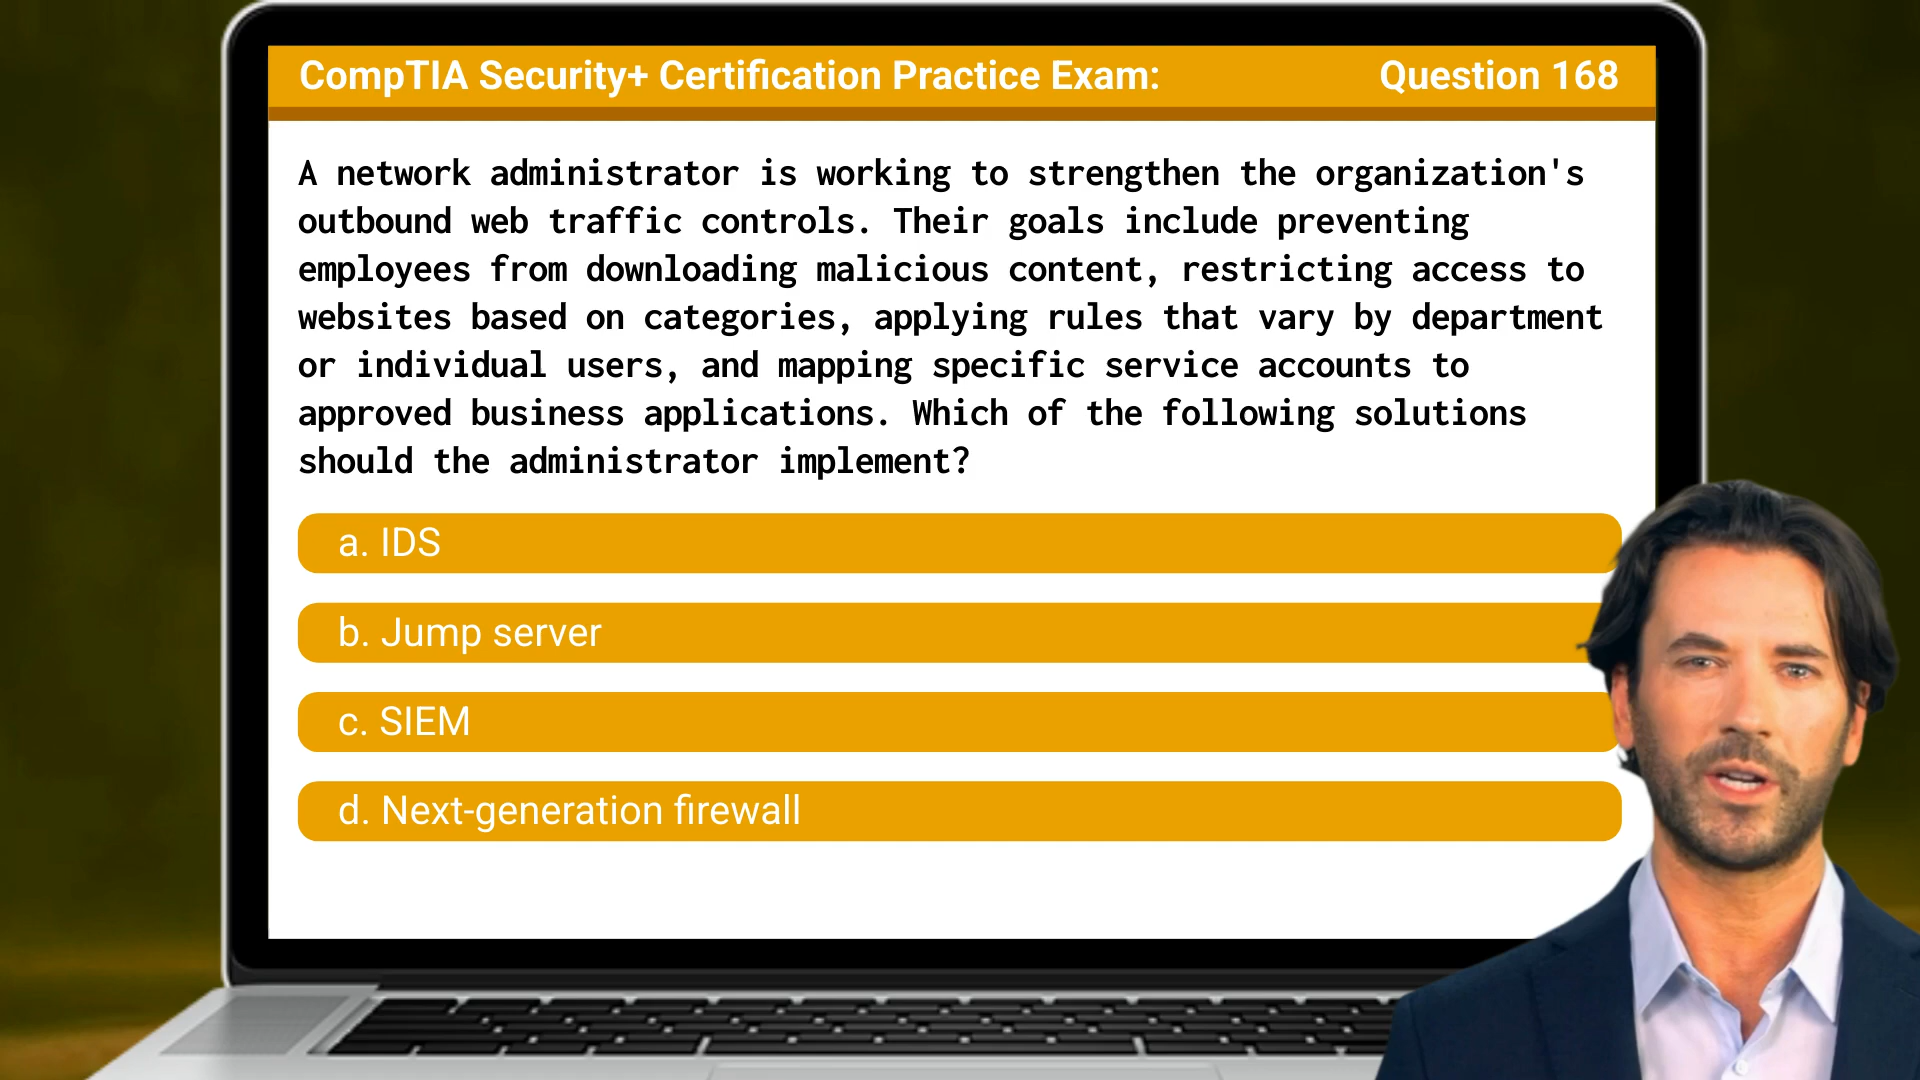 CompTIA Security+ Certification Practice Exam: Question 168
A network administrator is working to strengthen the organization's
outbound web traffic controls. Their goals include preventing
employees from downloading malicious content, restricting access to
websites based on categories, applying rules that vary by department
or individual users, and mapping specific service accounts to
approved business applications. Which of the following solutions
should the administrator implement?
a. IDS
b. Jump server
c. SIEM
d. Next-generation firewall